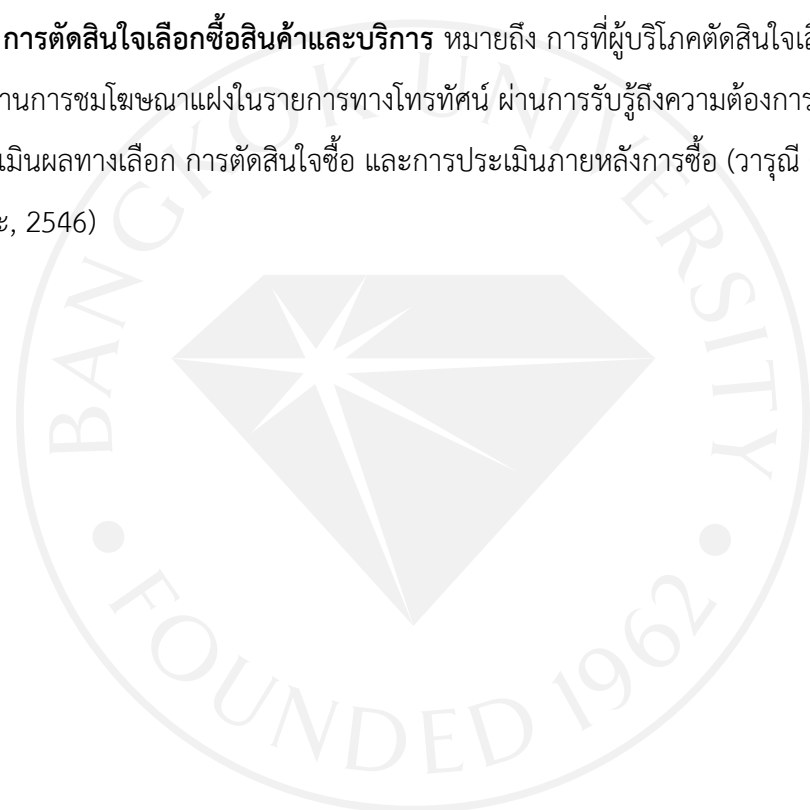 การตัดสินใจเลือกซื้อสินค้าและบริการ หมายถึง การที่ผู้บริโภคตัดสินใจ
านการชมโฆษณาแฝงในรายการทางโทรทัศน์ ผ่านการรับรู้ถึงความต้องการ
เมินผลทางเลือก การตัดสินใจซื้อ และการประเมินภายหลังการซื้อ (วารุณี
ะ, 2546)
BANGKOK UNIVERSITY
FOUNDED 1962